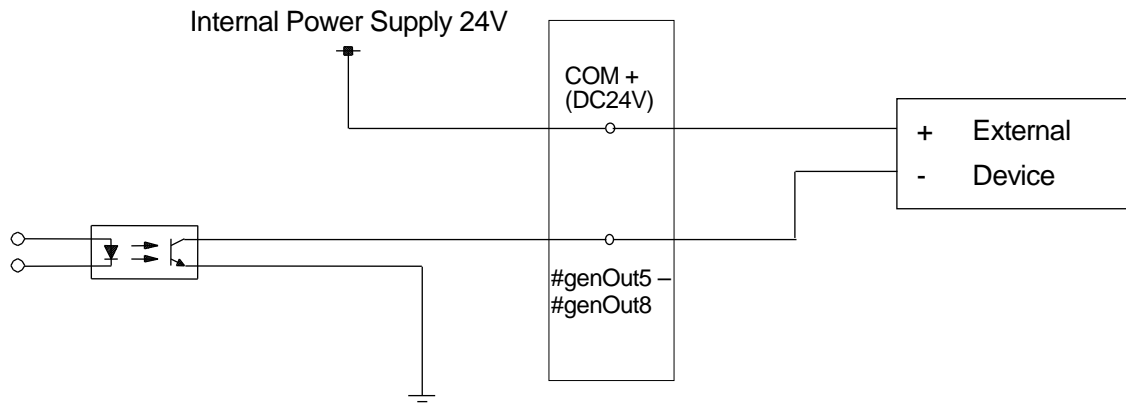 Internal Power Supply 24V
COM +
(DC24V)
+ External
- Device
#genOut5 –
#genOut8